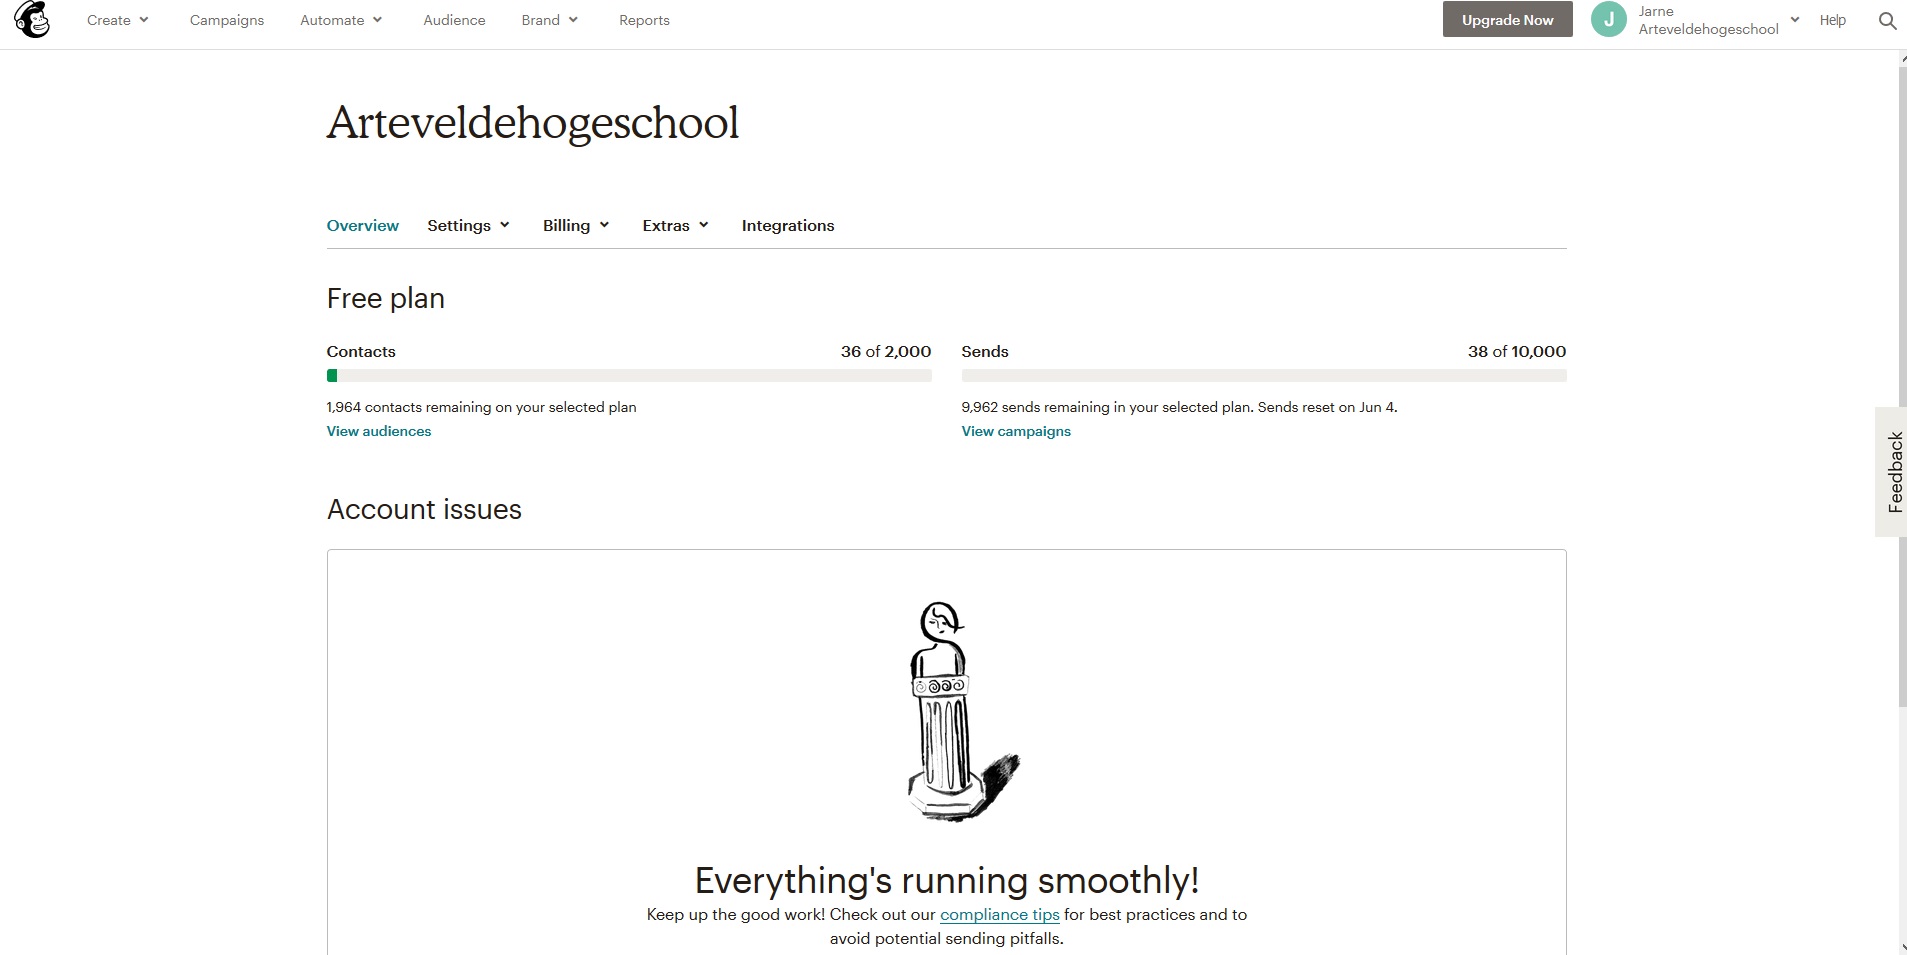 Create Campaigns Automate Audience Brand Reports Upgrade Now J Jarne Help
Arteveldehogeschool
Arteveldehogeschool
Overview Settings Billing Extras Integrations
Free plan
Contacts 36 of 2,000 Sends 38 of 10,000
1,964 contacts remaining on your selected plan 9,962 sends remaining in your selected plan. Sends reset on Jun 4.
View audiences View campaigns
Feedback
Account issues
Everything's running smoothly!
Keep up the good work! Check out our compliance tips for best practices and to
avoid potential sending pitfalls.